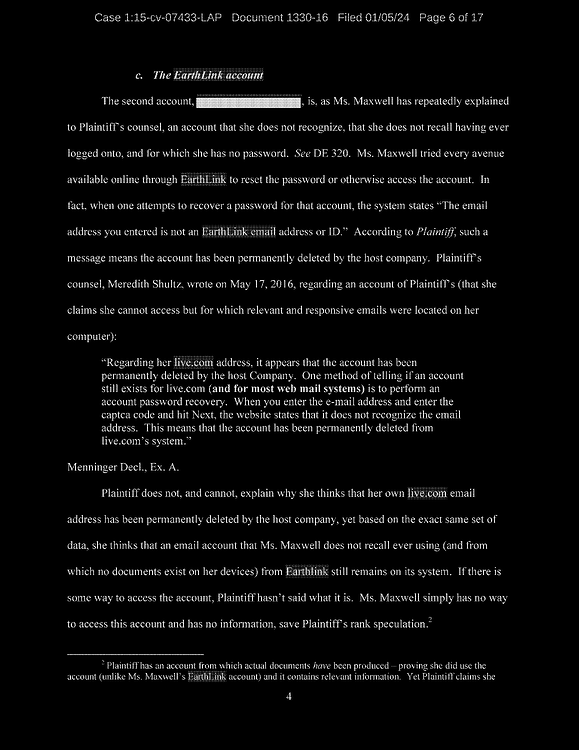 Case 1:15-cv-07433-LAP Document 1330-16 Filed 01/05/24 Page 6 of 17
c. The EarthLink account
The second account, , is, as Ms. Maxwell has repeatedly explained
to Plaintiff's counsel, an account that she does not recognize, that she does not recall having ever
logged onto, and for which she has no password. See DE 320. Ms. Maxwell tried every avenue
available online through EarthLink to reset the password or otherwise access the account. In
fact, when one attempts to recover a password for that account, the system states “The email
address you entered is not an EarthLink email address or ID.” According to Plaintiff, such a
message means the account has been permanently deleted by the host company. Plaintiff's
counsel, Meredith Shultz, wrote on May 17, 2016, regarding an account of Plaintiff's (that she
claims she cannot access but for which relevant and responsive emails were located on her
computer):
“Regarding her live.com address, it appears that the account has been
permanently deleted by the host Company. One method of telling if an account
still exists for live.com (and for most web mail systems) is to perform an
account password recovery. When you enter the e-mail address and enter the
captca code and hit Next, the website states that it does not recognize the email
address. This means that the account has been permanently deleted from
live.com's system.”
Menninger Decl., Ex. A.
Plaintiff does not, and cannot, explain why she thinks that her own live.com email
address has been permanently deleted by the host company, yet based on the exact same set of
data, she thinks that an email account that Ms. Maxwell does not recall ever using (and from
which no documents exist on her devices) from Earthlink still remains on its system. If there is
some way to access the account, Plaintiff hasn't said what it is. Ms. Maxwell simply has no way
to access this account and has no information, save Plaintiff's rank speculation.2
2 Plaintiff has an account from which actual documents have been produced – proving she did use the
account (unlike Ms. Maxwell's EarthLink account) and it contains relevant information. Yet Plaintiff claims she
4